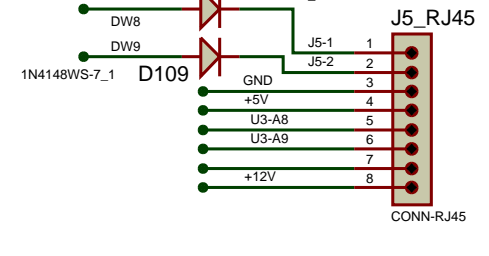 J5_RJ45
DW8
J5-1 1
DW9
J5-2 2
1N4148WS-7_1 D109
GND 3
+5V 4
U3-A8 5
U3-A9 6
7
+12V 8
CONN-RJ45